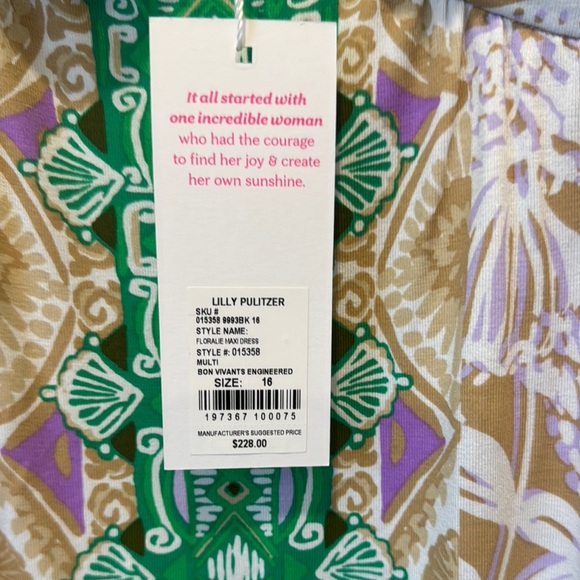 It all started with
one incredible woman
who had the courage
to find her joy & create
her own sunshine.
LILLY PULITZER
SKU #
015358 9993BK 16
STYLE NAME:
FLORALIE MAXI DRESS
STYLE #: 015358
MULTI
BON VIVANTS ENGINEERED
SIZE: 16
197367 100075
MANUFACTURER'S SUGGESTED PRICE
$228.00